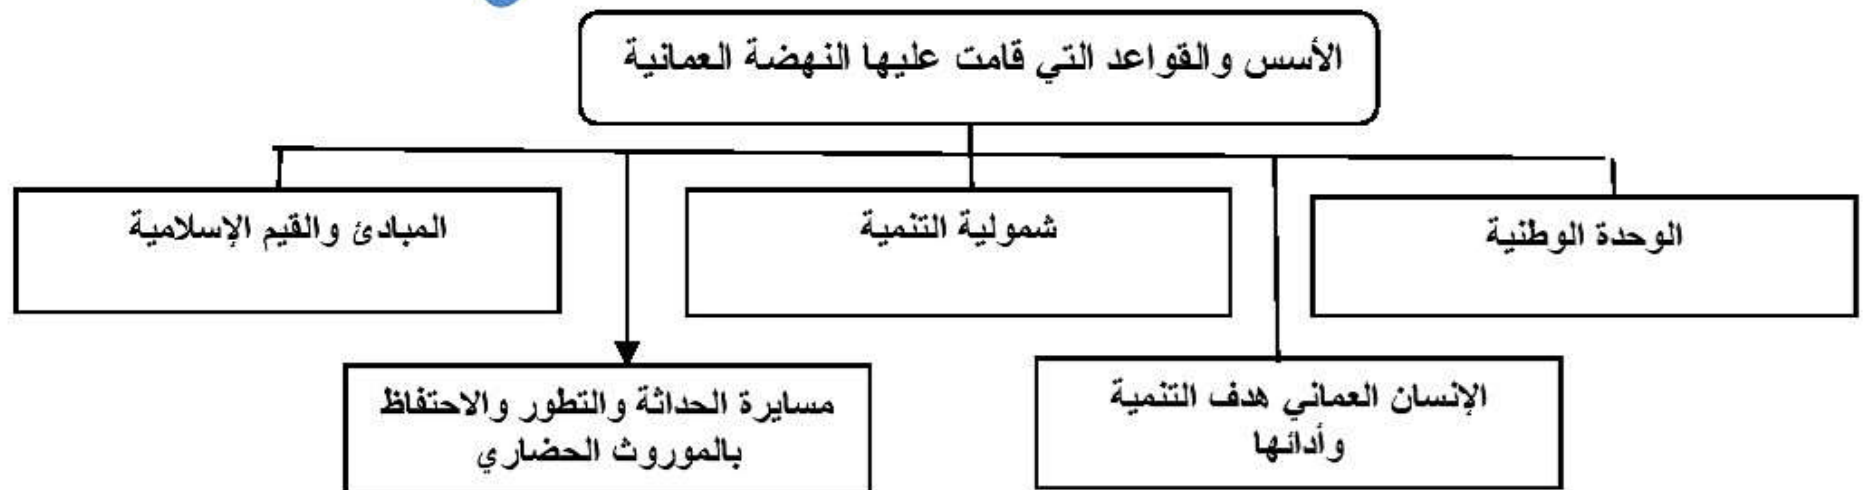 الأسس والقواعد التي قامت عليها النهضة العمانية
الوحدة الوطنية
شمولية التنمية
المبادئ والقيم الإسلامية
الإنسان العماني هدف التنمية
وأداتها
مسايرة الحداثة والتطور والاحتفاظ
بالموروث الحضاري